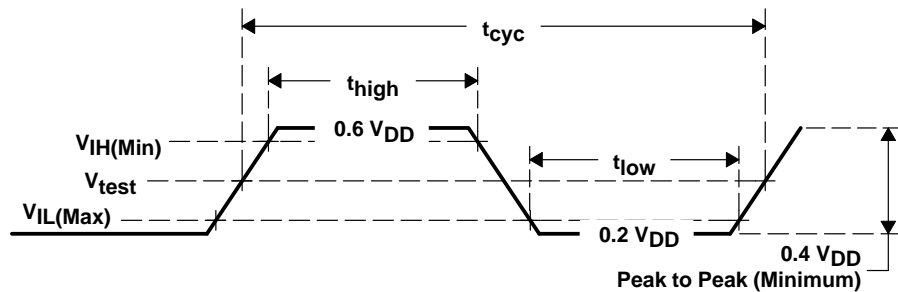 tcyc
thigh
0.6 VDD
VIH(Min)
tlow
Vtest
VIL(Max)
0.2 VDD
0.4 VDD
Peak to Peak (Minimum)